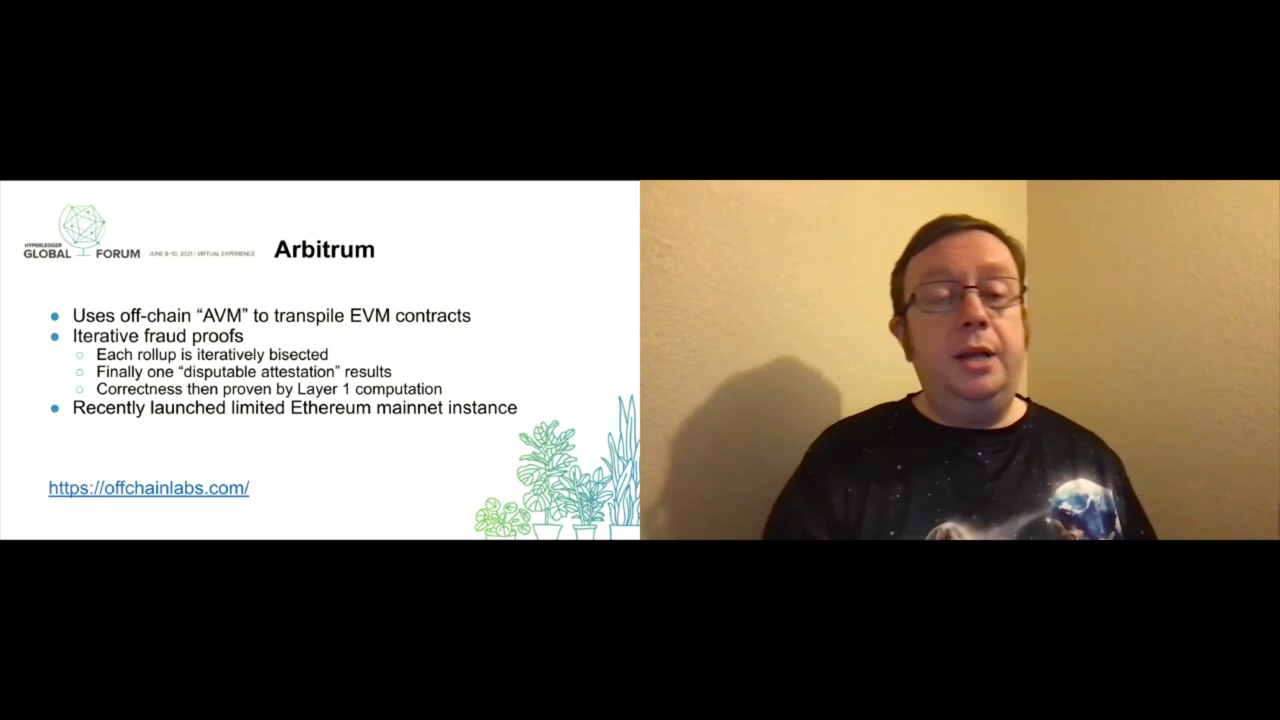 HYPERLEDGER
GLOBAL FORUM
JUNE 8–10, 2021 | VIRTUAL EXPERIENCE
Arbitrum
Uses off-chain “AVM” to transpile EVM contracts
Iterative fraud proofs
Each rollup is iteratively bisected
Finally one “disputable attestation” results
Correctness then proven by Layer 1 computation
Recently launched limited Ethereum mainnet instance
https://offchainlabs.com/